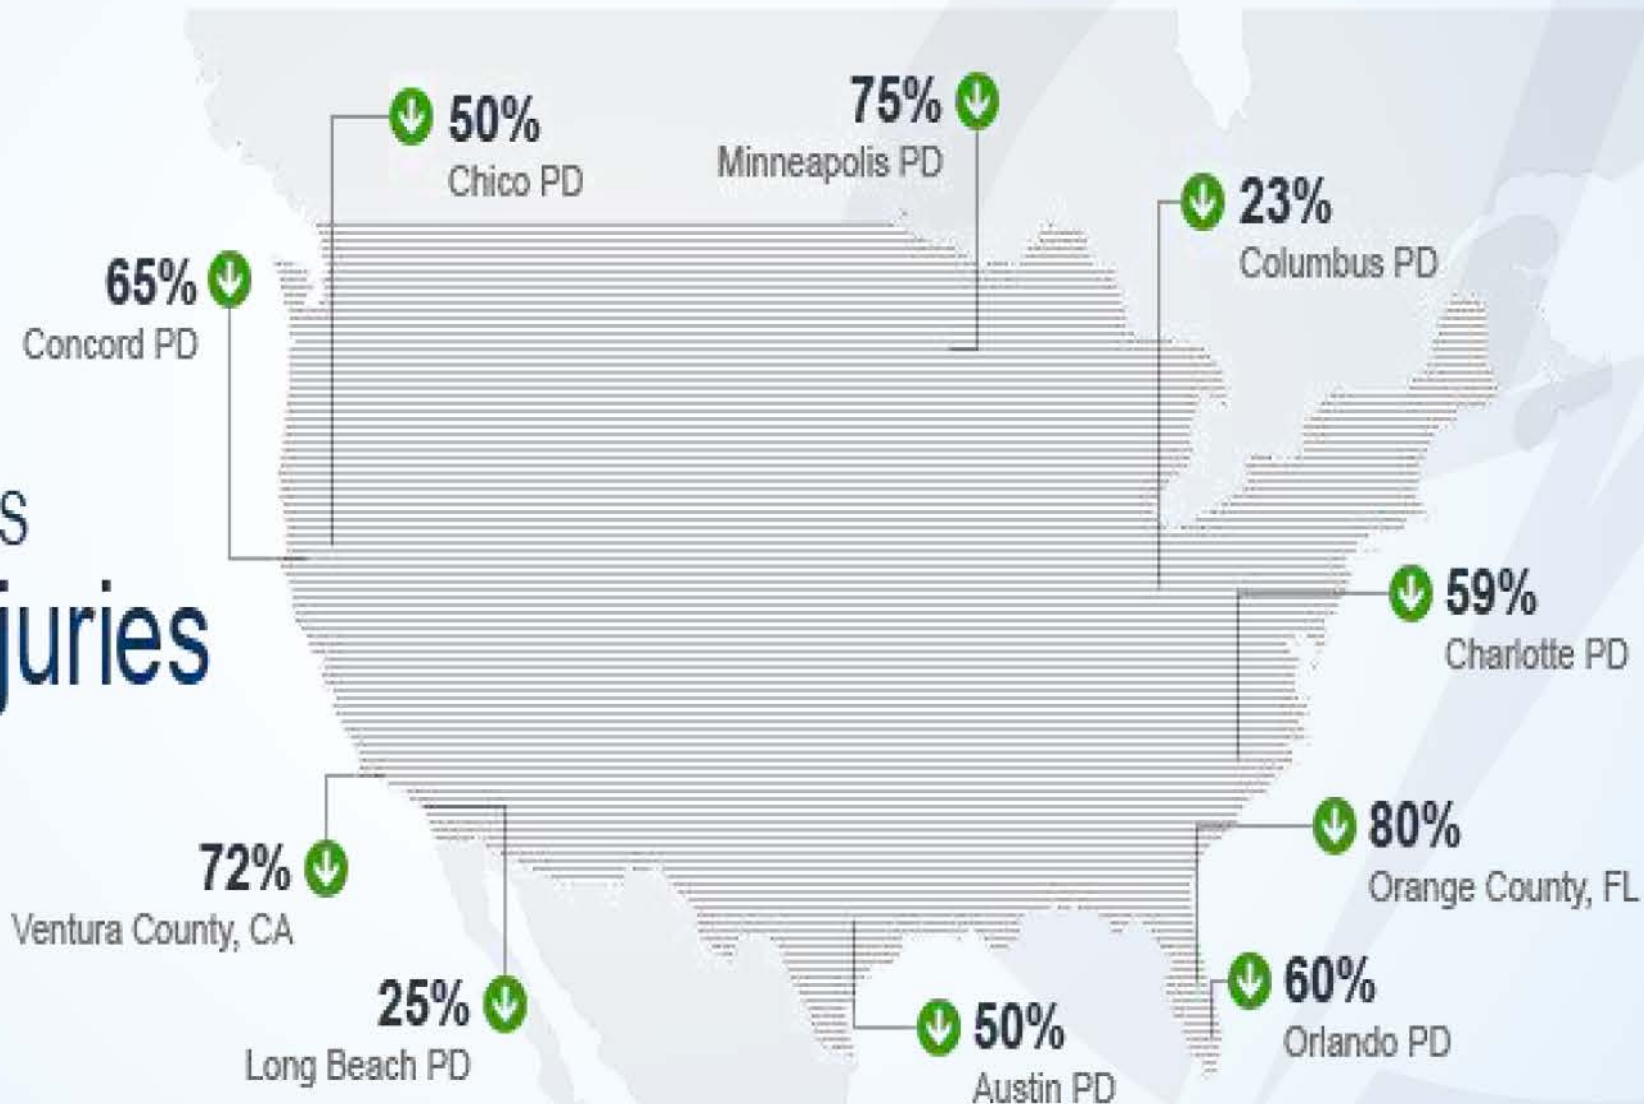 50%
Chico PD
75%
Minneapolis PD
23%
Columbus PD
65%
Concord PD
s
juries
59%
Charlotte PD
72%
Ventura County, CA
80%
Orange County, FL
25%
Long Beach PD
50%
Austin PD
60%
Orlando PD